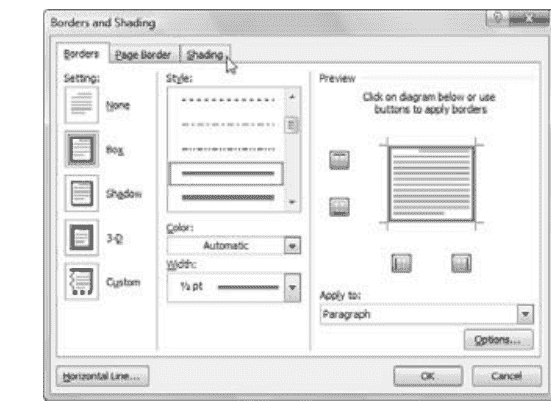 Borders and Shading
Borders Page Border Shading
Setting:
None
Box
Shadow
3-D
Custom
Style:
Color:
Automatic
Width:
½ pt
Preview
Click on diagram below or use
buttons to apply borders
Apply to:
Paragraph
Options...
Horizontal Line...
OK
Cancel